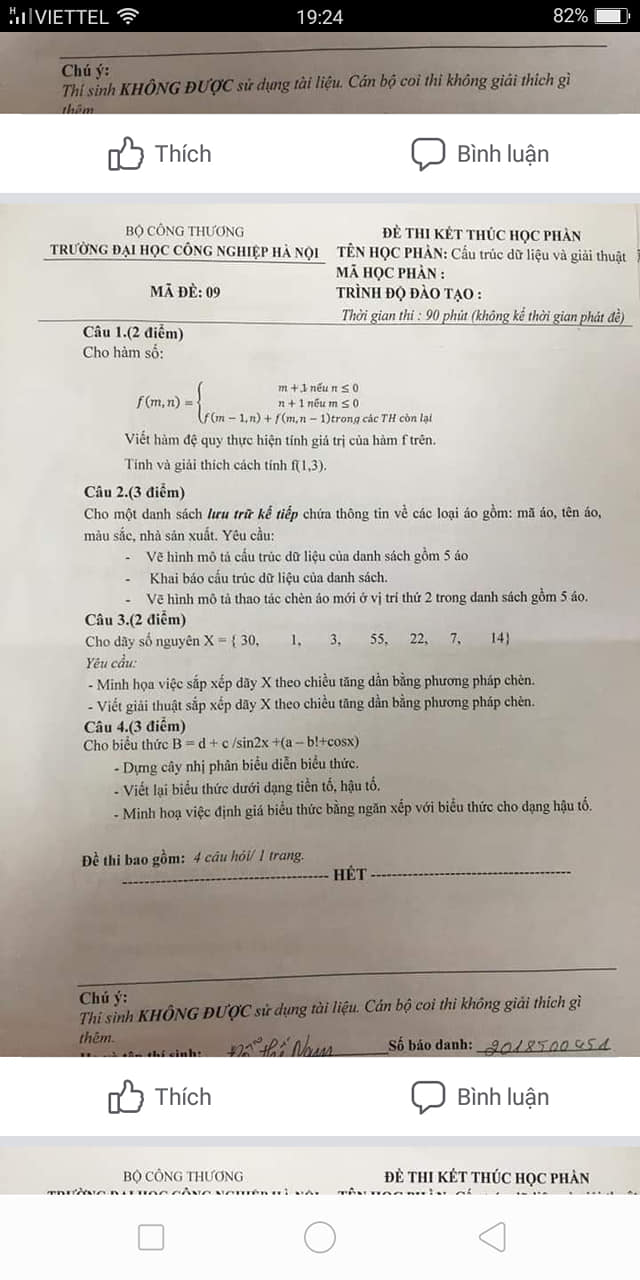 VIETTEL 19:24 82%
Chú ý:
Thí sinh KHÔNG ĐƯỢC sử dụng tài liệu. Cán bộ coi thi không giải thích gì
thêm
Thích Bình luận
BỘ CÔNG THƯƠNG
TRƯỜNG ĐẠI HỌC CÔNG NGHIỆP HÀ NỘI
MÃ ĐỀ: 09
ĐỀ THI KẾT THÚC HỌC PHẦN
TÊN HỌC PHẦN: Cấu trúc dữ liệu và giải thuật
MÃ HỌC PHẦN :
TRÌNH ĐỘ ĐÀO TẠO :
Thời gian thi : 90 phút (không kể thời gian phát đề)
Câu 1.(2 điểm)
Cho hàm số:
m + 1 nếu n ≤ 0
f(m, n) = { n + 1 nếu m ≤ 0
f(m − 1, n) + f(m, n − 1)trong các TH còn lại
Viết hàm đệ quy thực hiện tính giá trị của hàm f trên.
Tính và giải thích cách tính f(1,3).
Câu 2.(3 điểm)
Cho một danh sách lưu trữ kế tiếp chứa thông tin về các loại áo gồm: mã áo, tên áo,
màu sắc, nhà sản xuất. Yêu cầu:
- Vẽ hình mô tả cấu trúc dữ liệu của danh sách gồm 5 áo
- Khai báo cấu trúc dữ liệu của danh sách.
- Vẽ hình mô tả thao tác chèn áo mới ở vị trí thứ 2 trong danh sách gồm 5 áo.
Câu 3.(2 điểm)
Cho dãy số nguyên X = { 30, 1, 3, 55, 22, 7, 14}
Yêu cầu:
- Minh họa việc sắp xếp dãy X theo chiều tăng dần bằng phương pháp chèn.
- Viết giải thuật sắp xếp dãy X theo chiều tăng dần bằng phương pháp chèn.
Câu 4.(3 điểm)
Cho biểu thức B = d + c /sin2x +(a – b!+cosx)
- Dựng cây nhị phân biểu diễn biểu thức.
- Viết lại biểu thức dưới dạng tiền tố, hậu tố.
- Minh hoạ việc định giá biểu thức bằng ngăn xếp với biểu thức cho dạng hậu tố.
Đề thi bao gồm: 4 câu hỏi/ 1 trang.
HẾT
Chú ý:
Thí sinh KHÔNG ĐƯỢC sử dụng tài liệu. Cán bộ coi thi không giải thích gì
thêm.
tên thí sinh: Nam Số báo danh: 2018500451
Thích Bình luận
BỘ CÔNG THƯƠNG ĐỀ THI KẾT THÚC HỌC PHẦN